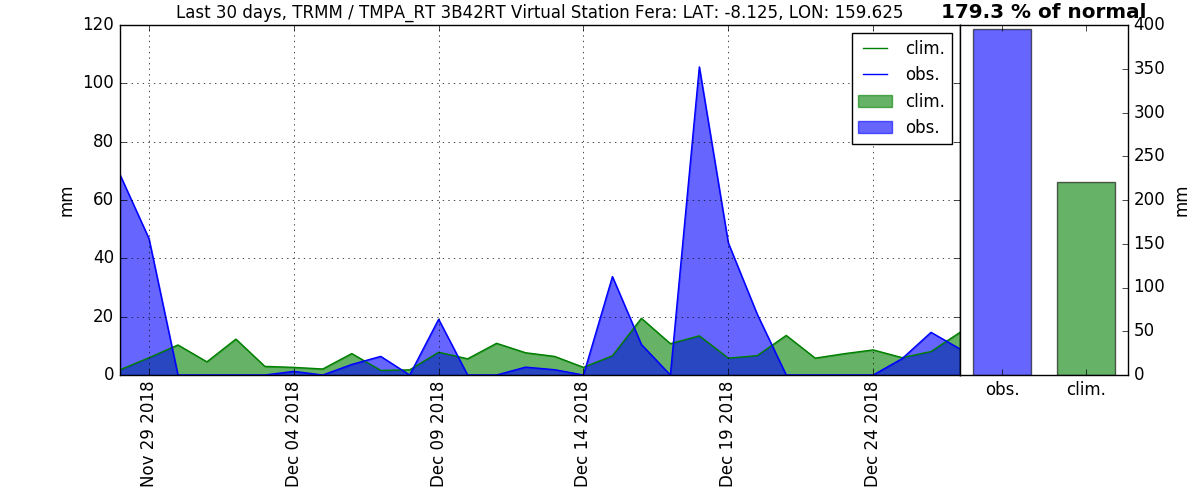 Last 30 days, TRMM / TMPA_RT 3B42RT Virtual Station Fera: LAT: -8.125, LON: 159.625
179.3 % of normal
120
100
80
60
40
20
0
mm
clim.
obs.
clim.
obs.
Nov 29 2018
Dec 04 2018
Dec 09 2018
Dec 14 2018
Dec 19 2018
Dec 24 2018
400
350
300
250
200
150
100
50
0
mm
obs.
clim.